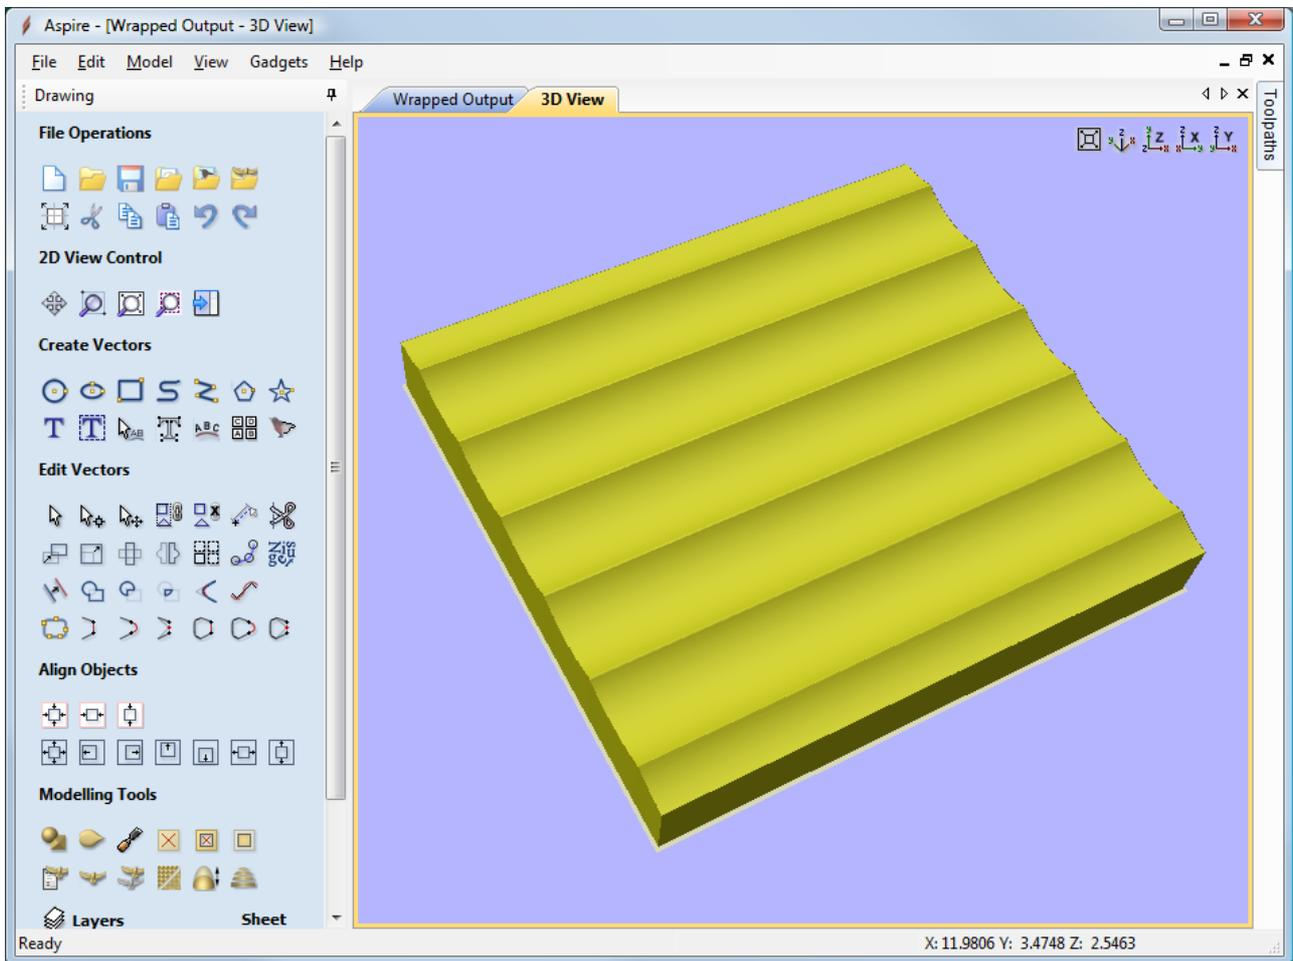 Aspire - [Wrapped Output - 3D View]
File Edit Model View Gadgets Help
Drawing
Wrapped Output 3D View
Toolpaths
File Operations
2D View Control
Create Vectors
Edit Vectors
Align Objects
Modelling Tools
Layers Sheet
Ready
X: 11.9806 Y: 3.4748 Z: 2.5463